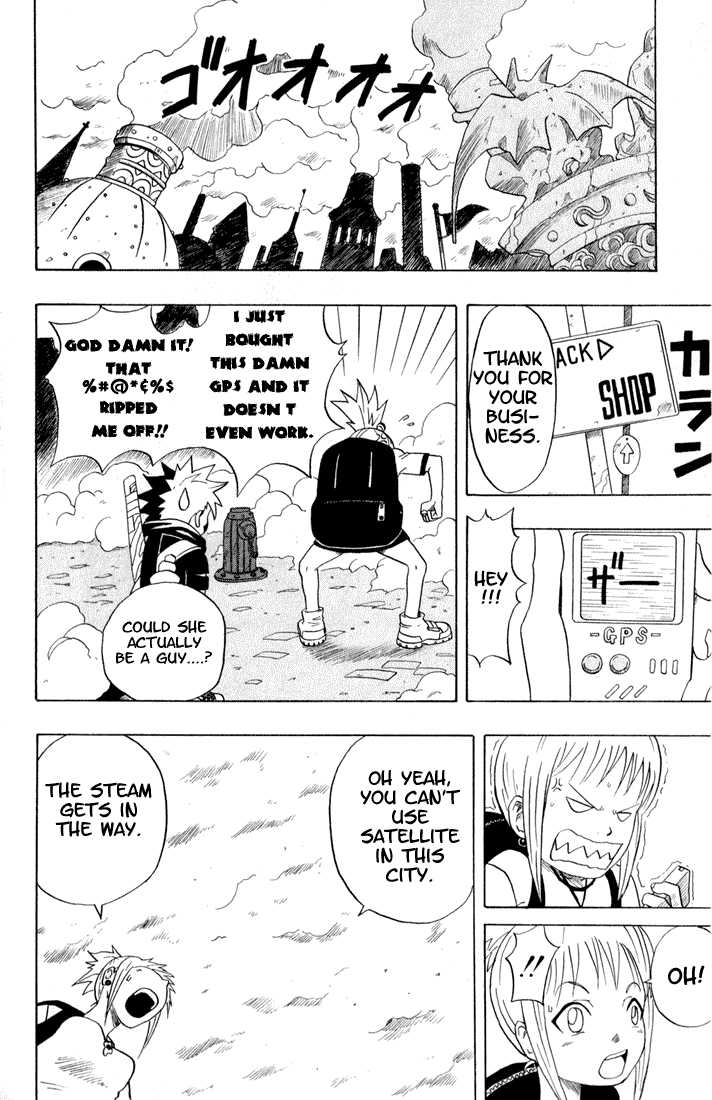 ゴオオオオ
カラン
ACK
SHOP
THANK
YOU FOR
YOUR
BUSI-
NESS.
ザー
-GPS-
HEY
!!!
I JUST
BOUGHT
THIS DAMN
GPS AND IT
DOESN T
EVEN WORK.
GOD DAMN IT!
THAT
%#@*¢%$
RIPPED
ME OFF!!
COULD SHE
ACTUALLY
BE A GUY....?
OH!
!!
OH YEAH,
YOU CAN'T
USE
SATELLITE
IN THIS
CITY.
THE STEAM
GETS IN
THE WAY.